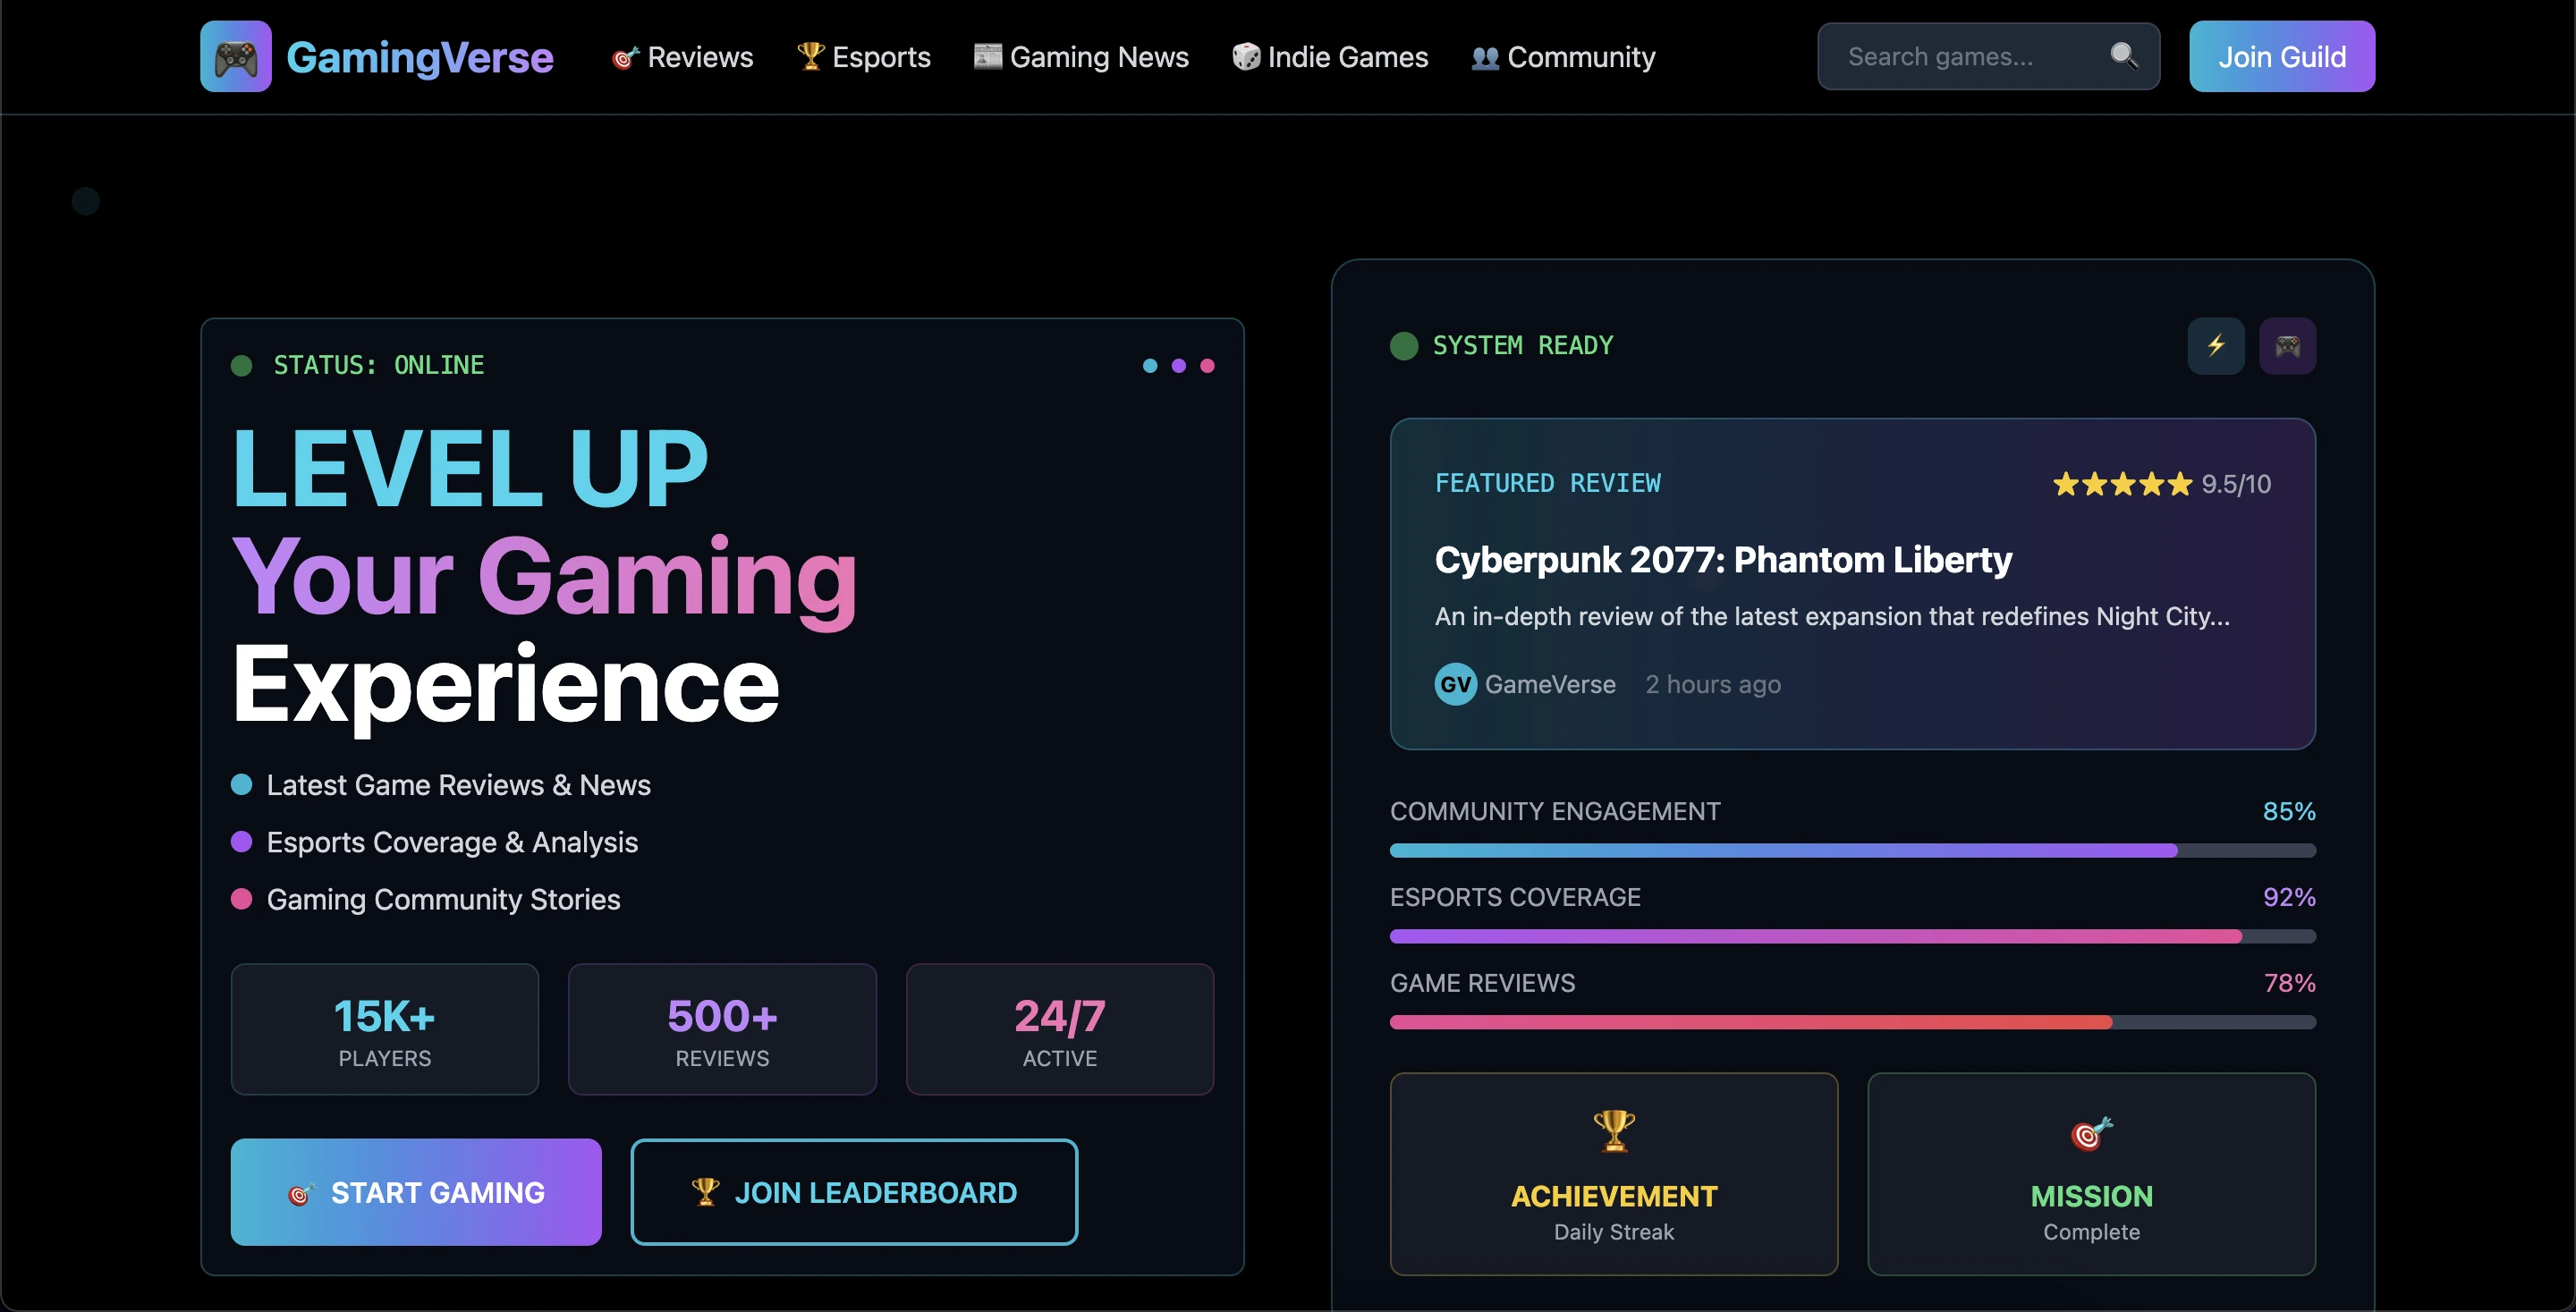 GamingVerse
Reviews
Esports
Gaming News
Indie Games
Community
Search games...
Join Guild
STATUS: ONLINE
LEVEL UP
Your Gaming
Experience
Latest Game Reviews & News
Esports Coverage & Analysis
Gaming Community Stories
15K+
PLAYERS
500+
REVIEWS
24/7
ACTIVE
START GAMING
JOIN LEADERBOARD
SYSTEM READY
FEATURED REVIEW
9.5/10
Cyberpunk 2077: Phantom Liberty
An in-depth review of the latest expansion that redefines Night City...
GV GameVerse 2 hours ago
COMMUNITY ENGAGEMENT 85%
ESPORTS COVERAGE 92%
GAME REVIEWS 78%
ACHIEVEMENT
Daily Streak
MISSION
Complete